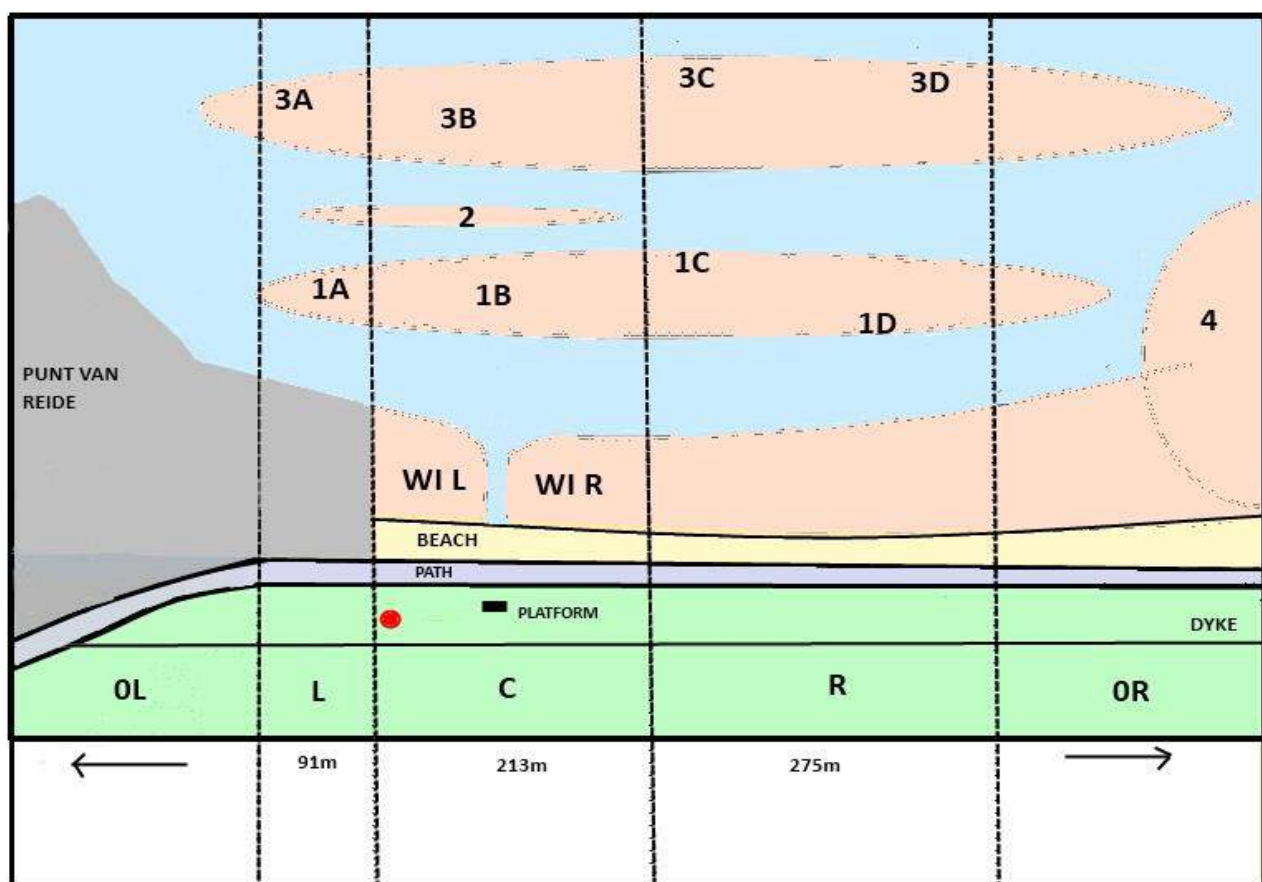 3A
3B
3C
3D
2
1A
1B
1C
1D
4
PUNT VAN
REIDE
WI L
WI R
BEACH
PATH
PLATFORM
DYKE
0L
L
C
R
0R
91m
213m
275m